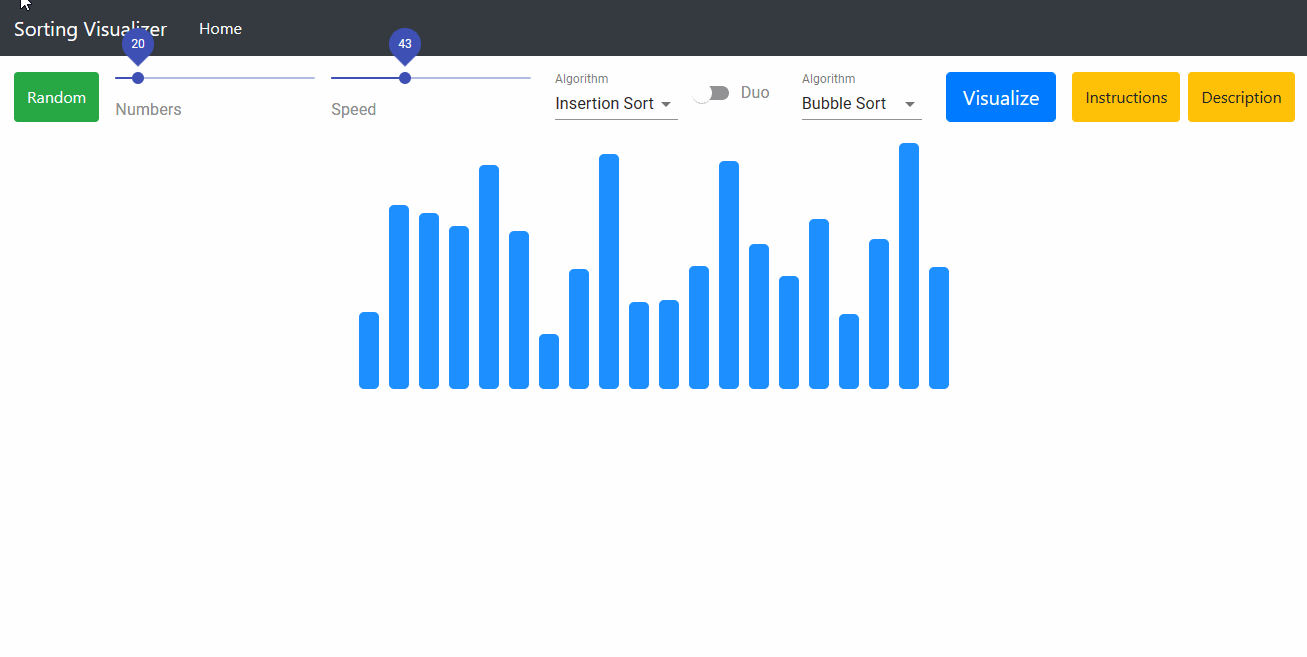 Sorting Visualizer Home
20 43
Random
Numbers
Speed
Algorithm
Insertion Sort
Duo
Algorithm
Bubble Sort
Visualize
Instructions
Description